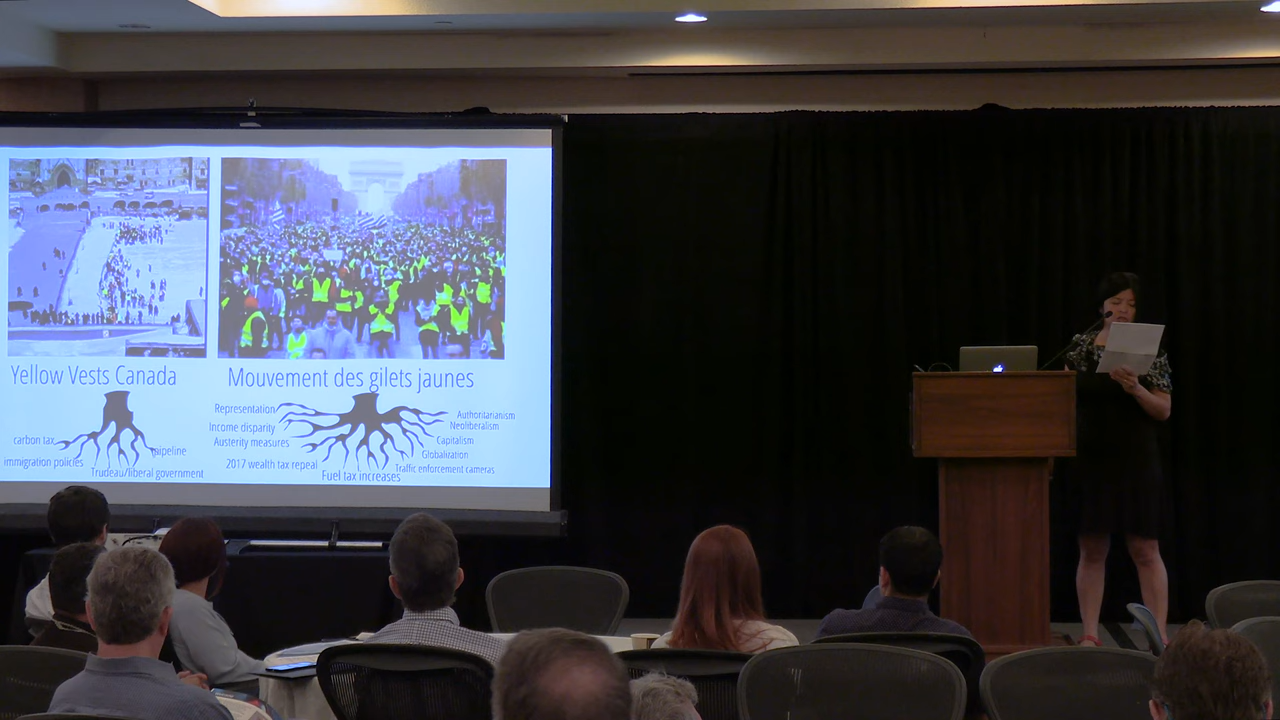 Yellow Vests Canada
carbon tax
pipeline
immigration policies
Trudeau/liberal government
Mouvement des gilets jaunes
Representation
Income disparity
Austerity measures
2017 wealth tax repeal
Fuel tax increases
Authoritarianism
Neoliberalism
Capitalism
Globalization
Traffic enforcement cameras